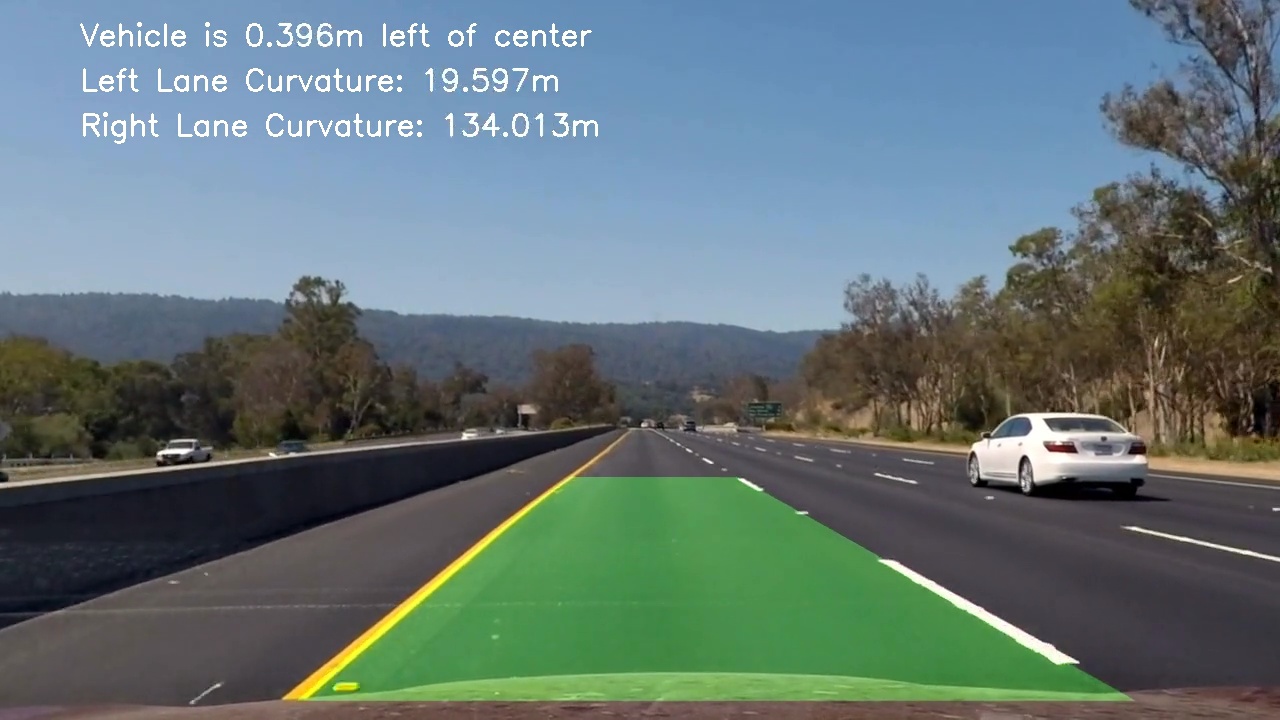 Vehicle is 0.396m left of center
Left Lane Curvature: 19.597m
Right Lane Curvature: 134.013m